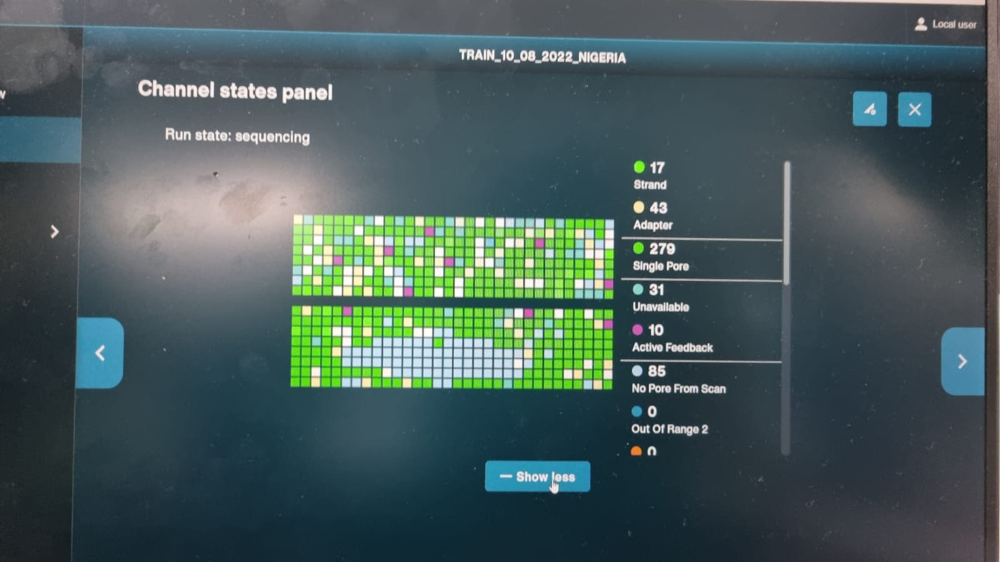 Local user
TRAIN_10_08_2022_NIGERIA
Channel states panel
Run state: sequencing
17
Strand
43
Adapter
279
Single Pore
31
Unavailable
10
Active Feedback
85
No Pore From Scan
0
Out Of Range 2
0
Show less